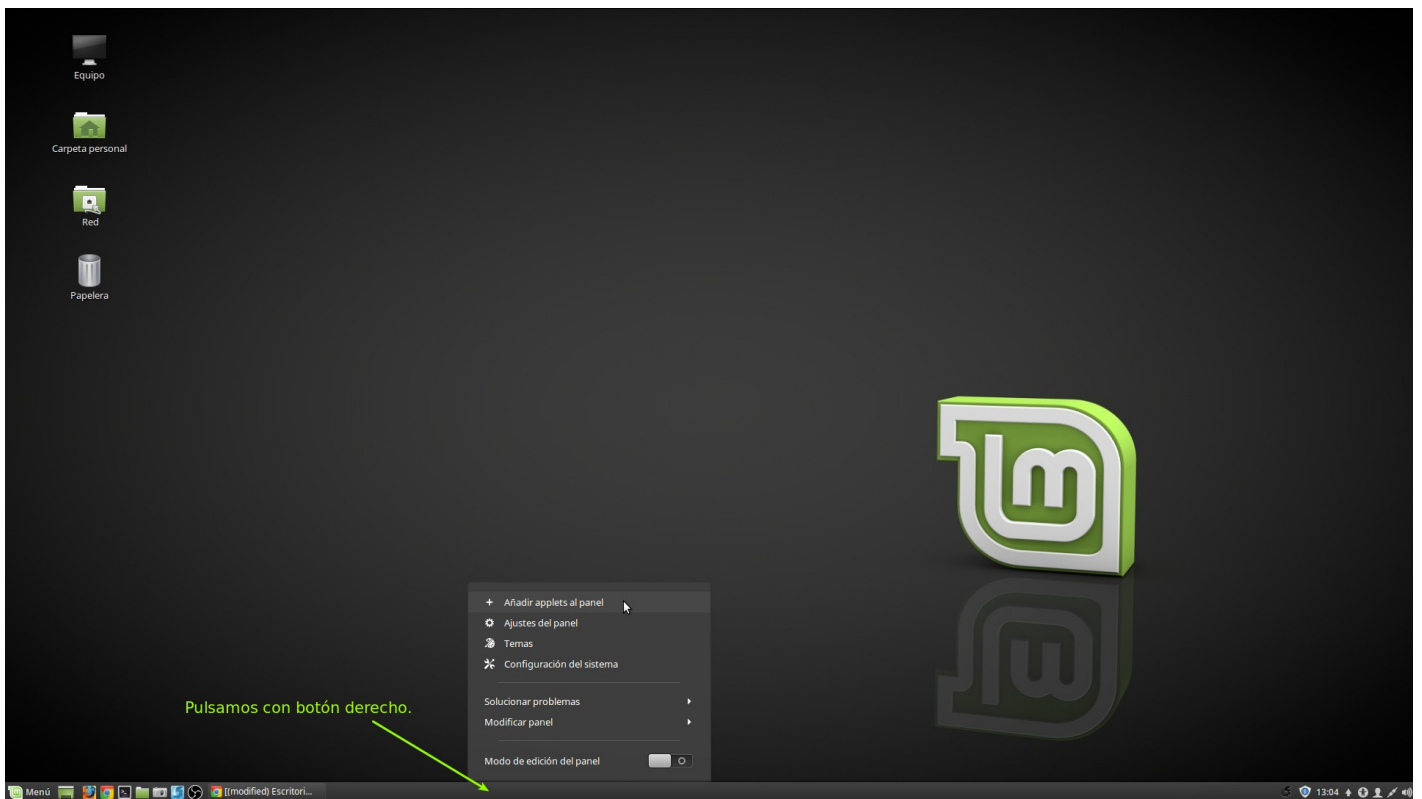 Equipo
Carpeta personal
Red
Papelera
Añadir applets al panel
Ajustes del panel
Temas
Configuración del sistema
Solucionar problemas
Modificar panel
Modo de edición del panel
Pulsamos con botón derecho.
Menú
[(modified) Escritori...
13:04